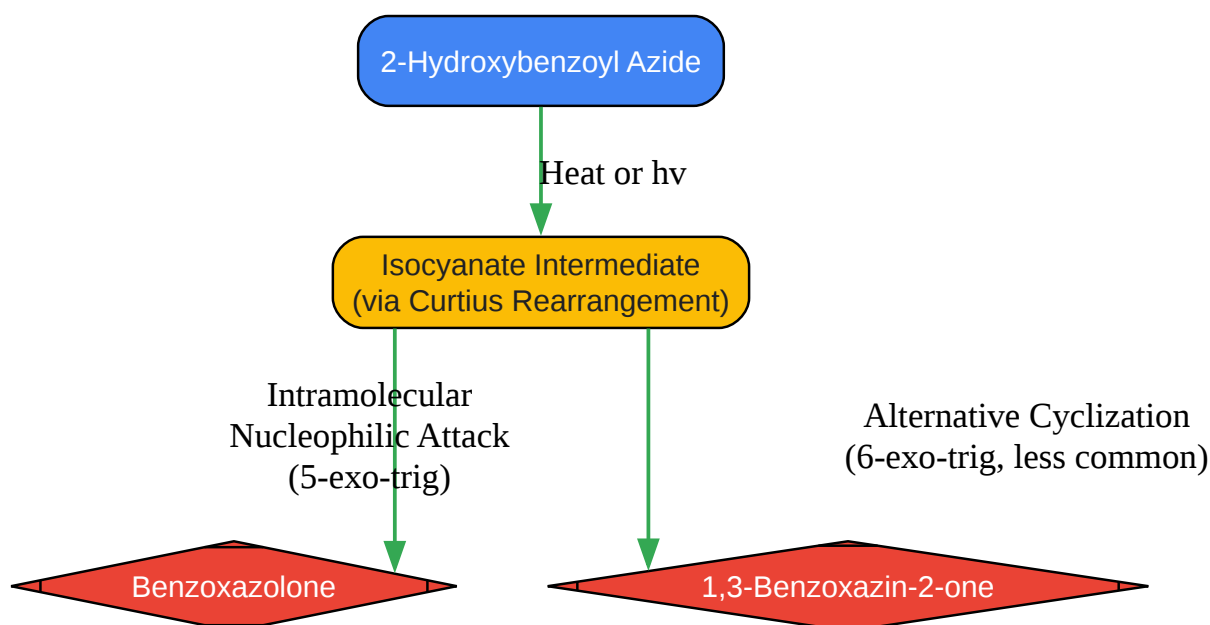 2-Hydroxybenzoyl Azide
Heat or hv
Isocyanate Intermediate
(via Curtius Rearrangement)
Intramolecular
Nucleophilic Attack
(5-exo-trig)
Alternative Cyclization
(6-exo-trig, less common)
Benzoxazolone
1,3-Benzoxazin-2-one